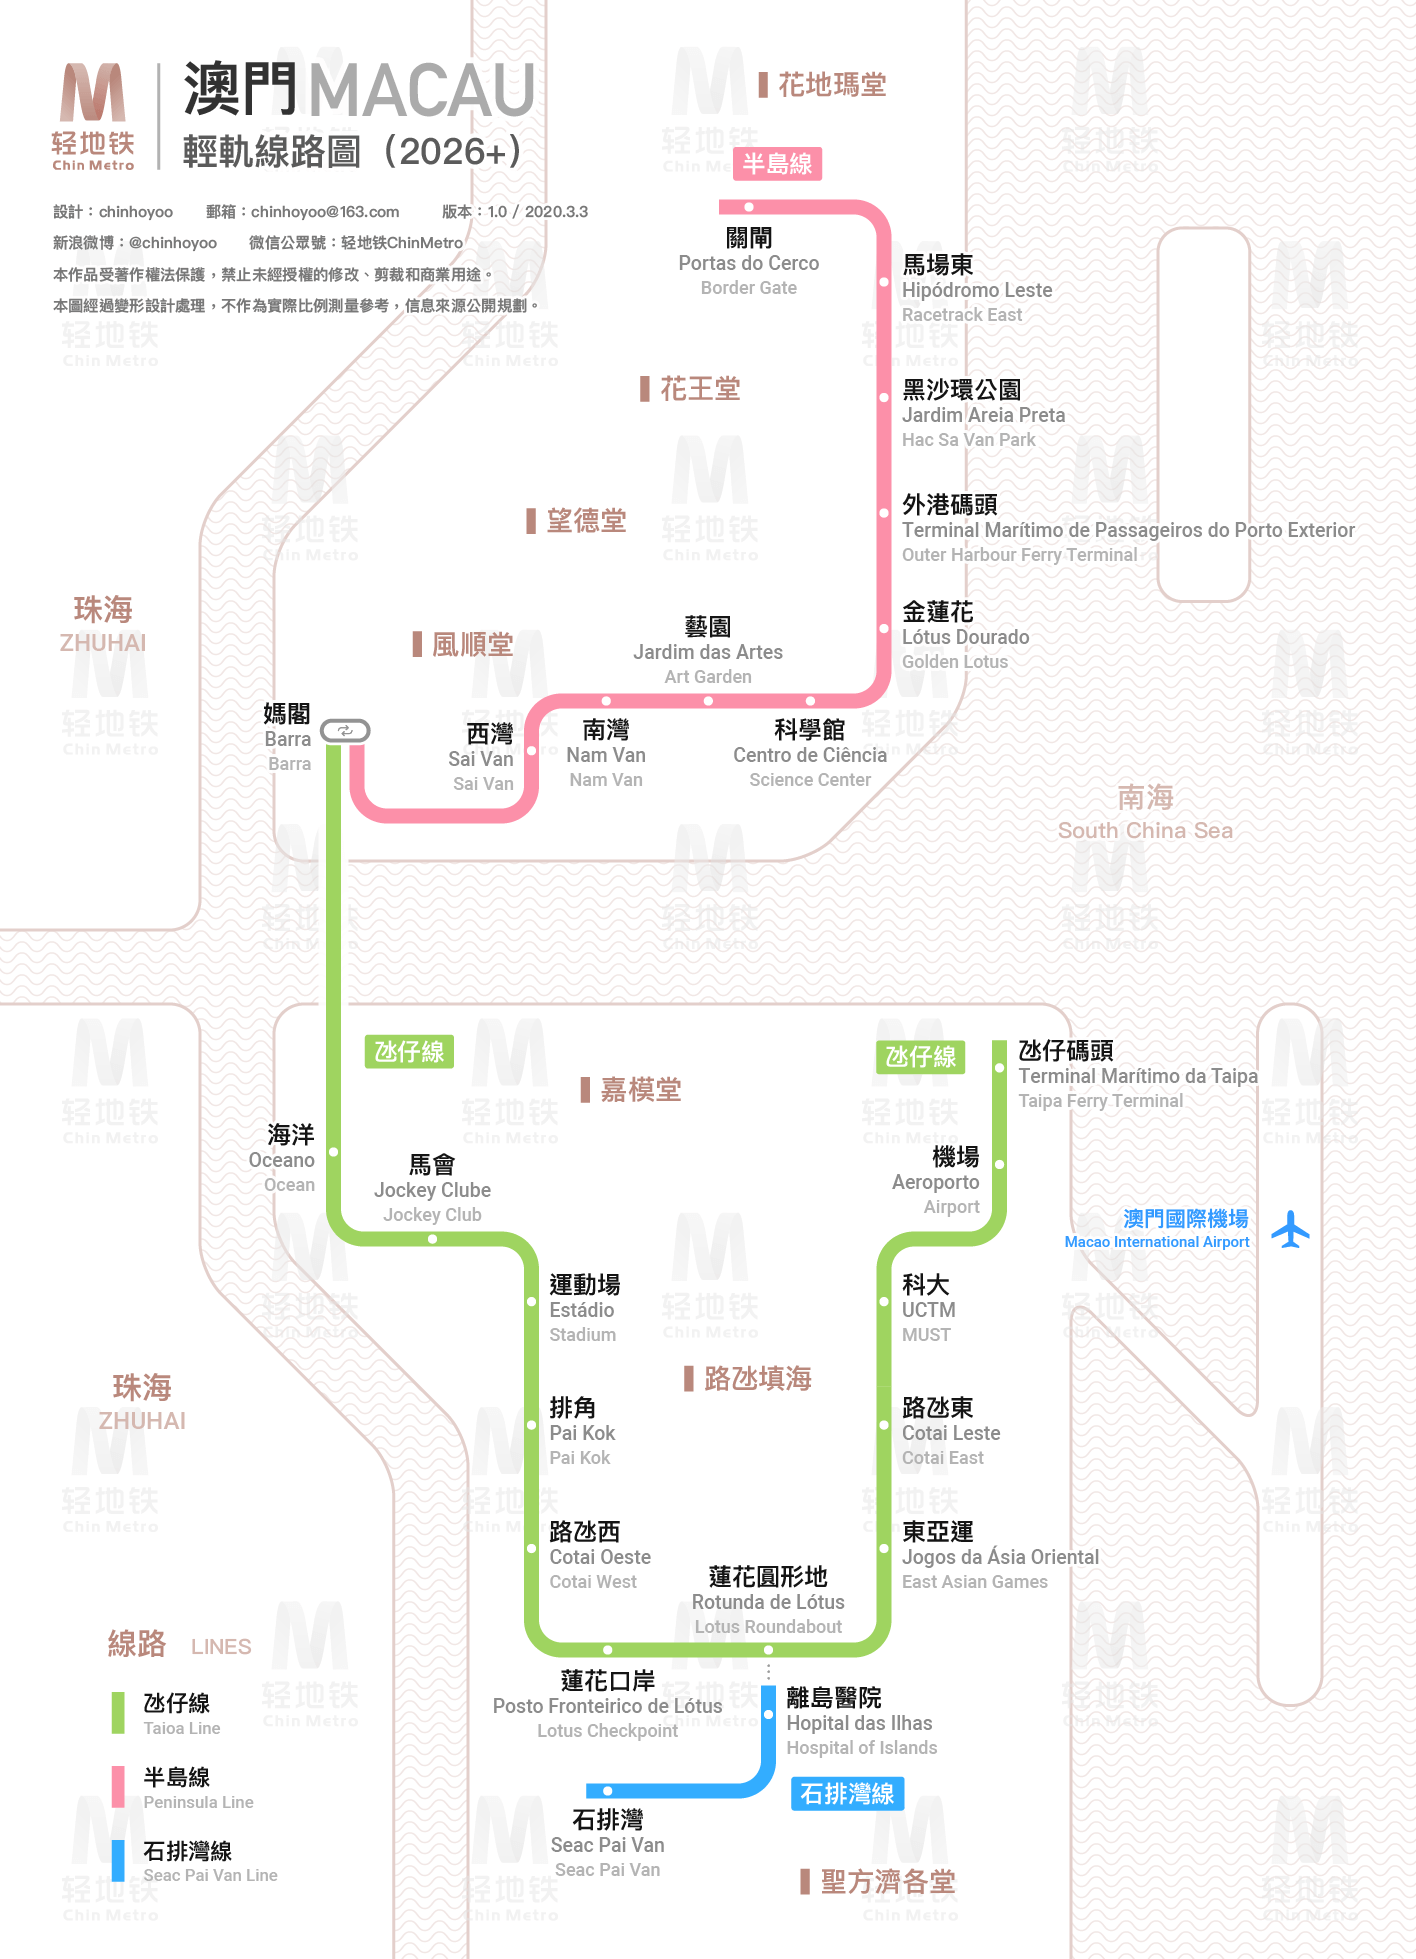 轻地铁
Chin Metro
澳門MACAU
輕軌線路圖（2026+）
設計：chinhoyoo 郵箱：chinhoyoo@163.com 版本：1.0 / 2020.3.3
新浪微博：@chinhoyoo 微信公眾號：轻地铁ChinMetro
本作品受著作權法保護，禁止未經授權的修改、剪裁和商業用途。
本圖經過變形設計處理，不作為實際比例測量參考，信息來源公開規劃。
花地瑪堂
半島線
關閘
Portas do Cerco
Border Gate
馬場東
Hipódromo Leste
Racetrack East
花王堂
黑沙環公園
Jardim Areia Preta
Hac Sa Van Park
望德堂
外港碼頭
Terminal Marítimo de Passageiros do Porto Exterior
Outer Harbour Ferry Terminal
珠海
ZHUHAI
風順堂
藝園
Jardim das Artes
Art Garden
金蓮花
Lótus Dourado
Golden Lotus
媽閣
Barra
Barra
西灣
Sai Van
Sai Van
南灣
Nam Van
Nam Van
科學館
Centro de Ciência
Science Center
南海
South China Sea
氹仔線
嘉模堂
氹仔線
氹仔碼頭
Terminal Marítimo da Taipa
Taipa Ferry Terminal
海洋
Oceano
Ocean
馬會
Jockey Clube
Jockey Club
機場
Aeroporto
Airport
澳門國際機場
Macao International Airport
運動場
Estádio
Stadium
科大
UCTM
MUST
路氹填海
珠海
ZHUHAI
排角
Pai Kok
Pai Kok
路氹東
Cotai Leste
Cotai East
路氹西
Cotai Oeste
Cotai West
蓮花圓形地
Rotunda de Lótus
Lotus Roundabout
東亞運
Jogos da Ásia Oriental
East Asian Games
蓮花口岸
Posto Fronteirico de Lótus
Lotus Checkpoint
離島醫院
Hopital das Ilhas
Hospital of Islands
石排灣線
石排灣
Seac Pai Van
Seac Pai Van
聖方濟各堂
線路 LINES
氹仔線
Taioa Line
半島線
Peninsula Line
石排灣線
Seac Pai Van Line